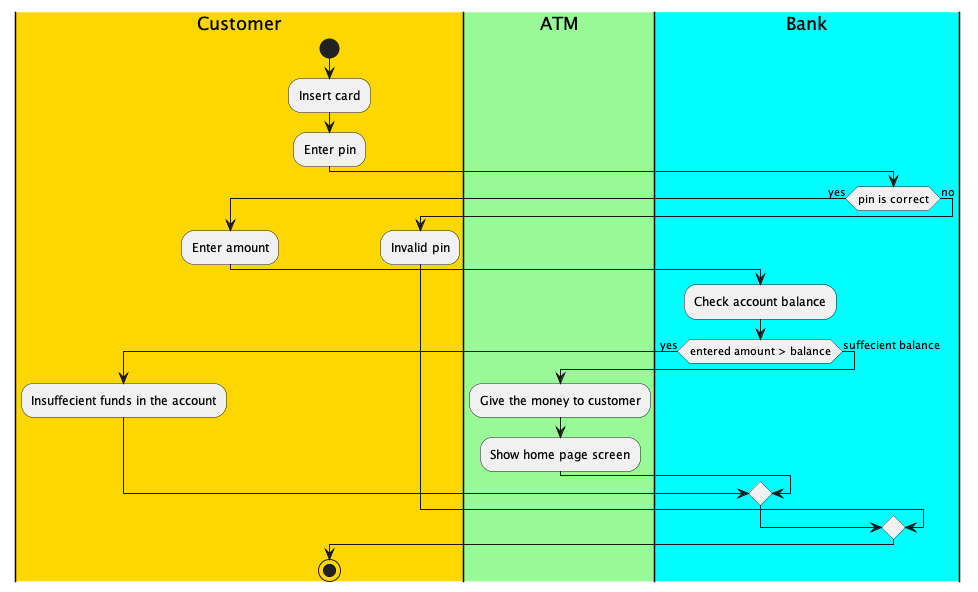 Customer
ATM
Bank
Insert card
Enter pin
yes
pin is correct
no
Enter amount
Invalid pin
Check account balance
yes
entered amount > balance
suffecient balance
Insuffecient funds in the account
Give the money to customer
Show home page screen